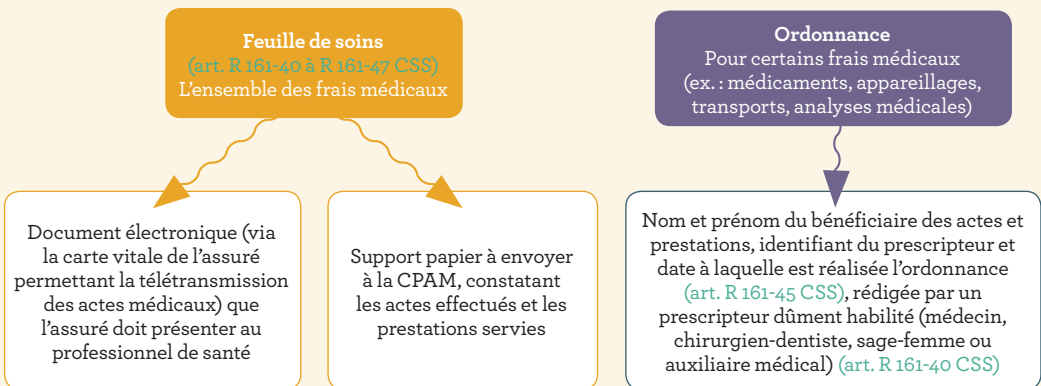 Feuille de soins
(art. R 161-40 à R 161-47 CSS)
L’ensemble des frais médicaux
Ordonnance
Pour certains frais médicaux
(ex. : médicaments, appareillages,
transports, analyses médicales)
Document électronique (via
la carte vitale de l’assuré
permettant la télétransmission
des actes médicaux) que
l’assuré doit présenter au
professionnel de santé
Support papier à envoyer
à la CPAM, constatant
les actes effectués et les
prestations servies
Nom et prénom du bénéficiaire des actes et
prestations, identifiant du prescripteur et
date à laquelle est réalisée l’ordonnance
(art. R 161-45 CSS), rédigée par un
prescripteur dûment habilité (médecin,
chirurgien-dentiste, sage-femme ou
auxiliaire médical) (art. R 161-40 CSS)